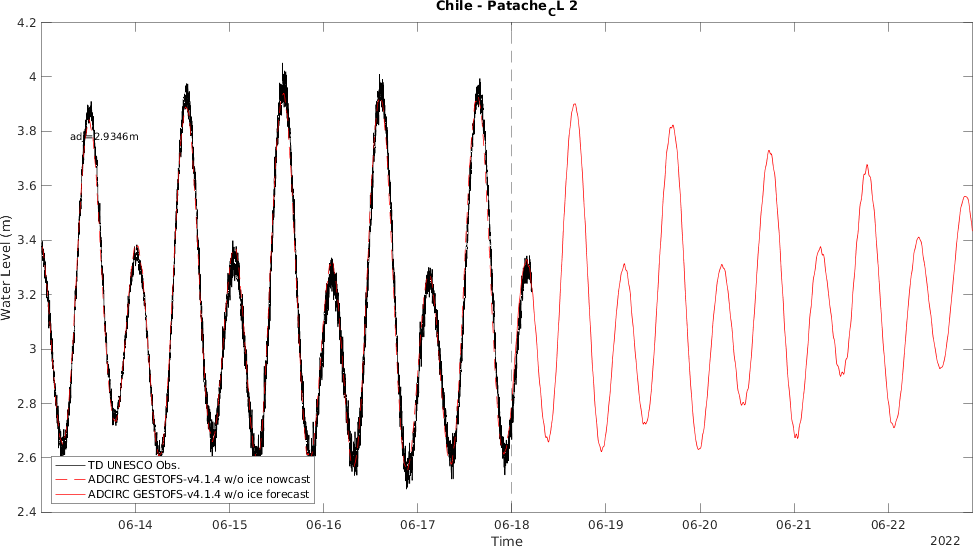 Chile - Patache_CL 2
4.2
4
3.8
3.6
3.4
3.2
3
2.8
2.6
2.4
Water Level (m)
adj=2.9346m
TD UNESCO Obs.
ADCIRC GESTOFS-v4.1.4 w/o ice nowcast
ADCIRC GESTOFS-v4.1.4 w/o ice forecast
06-14 06-15 06-16 06-17 06-18 06-19 06-20 06-21 06-22
Time
2022